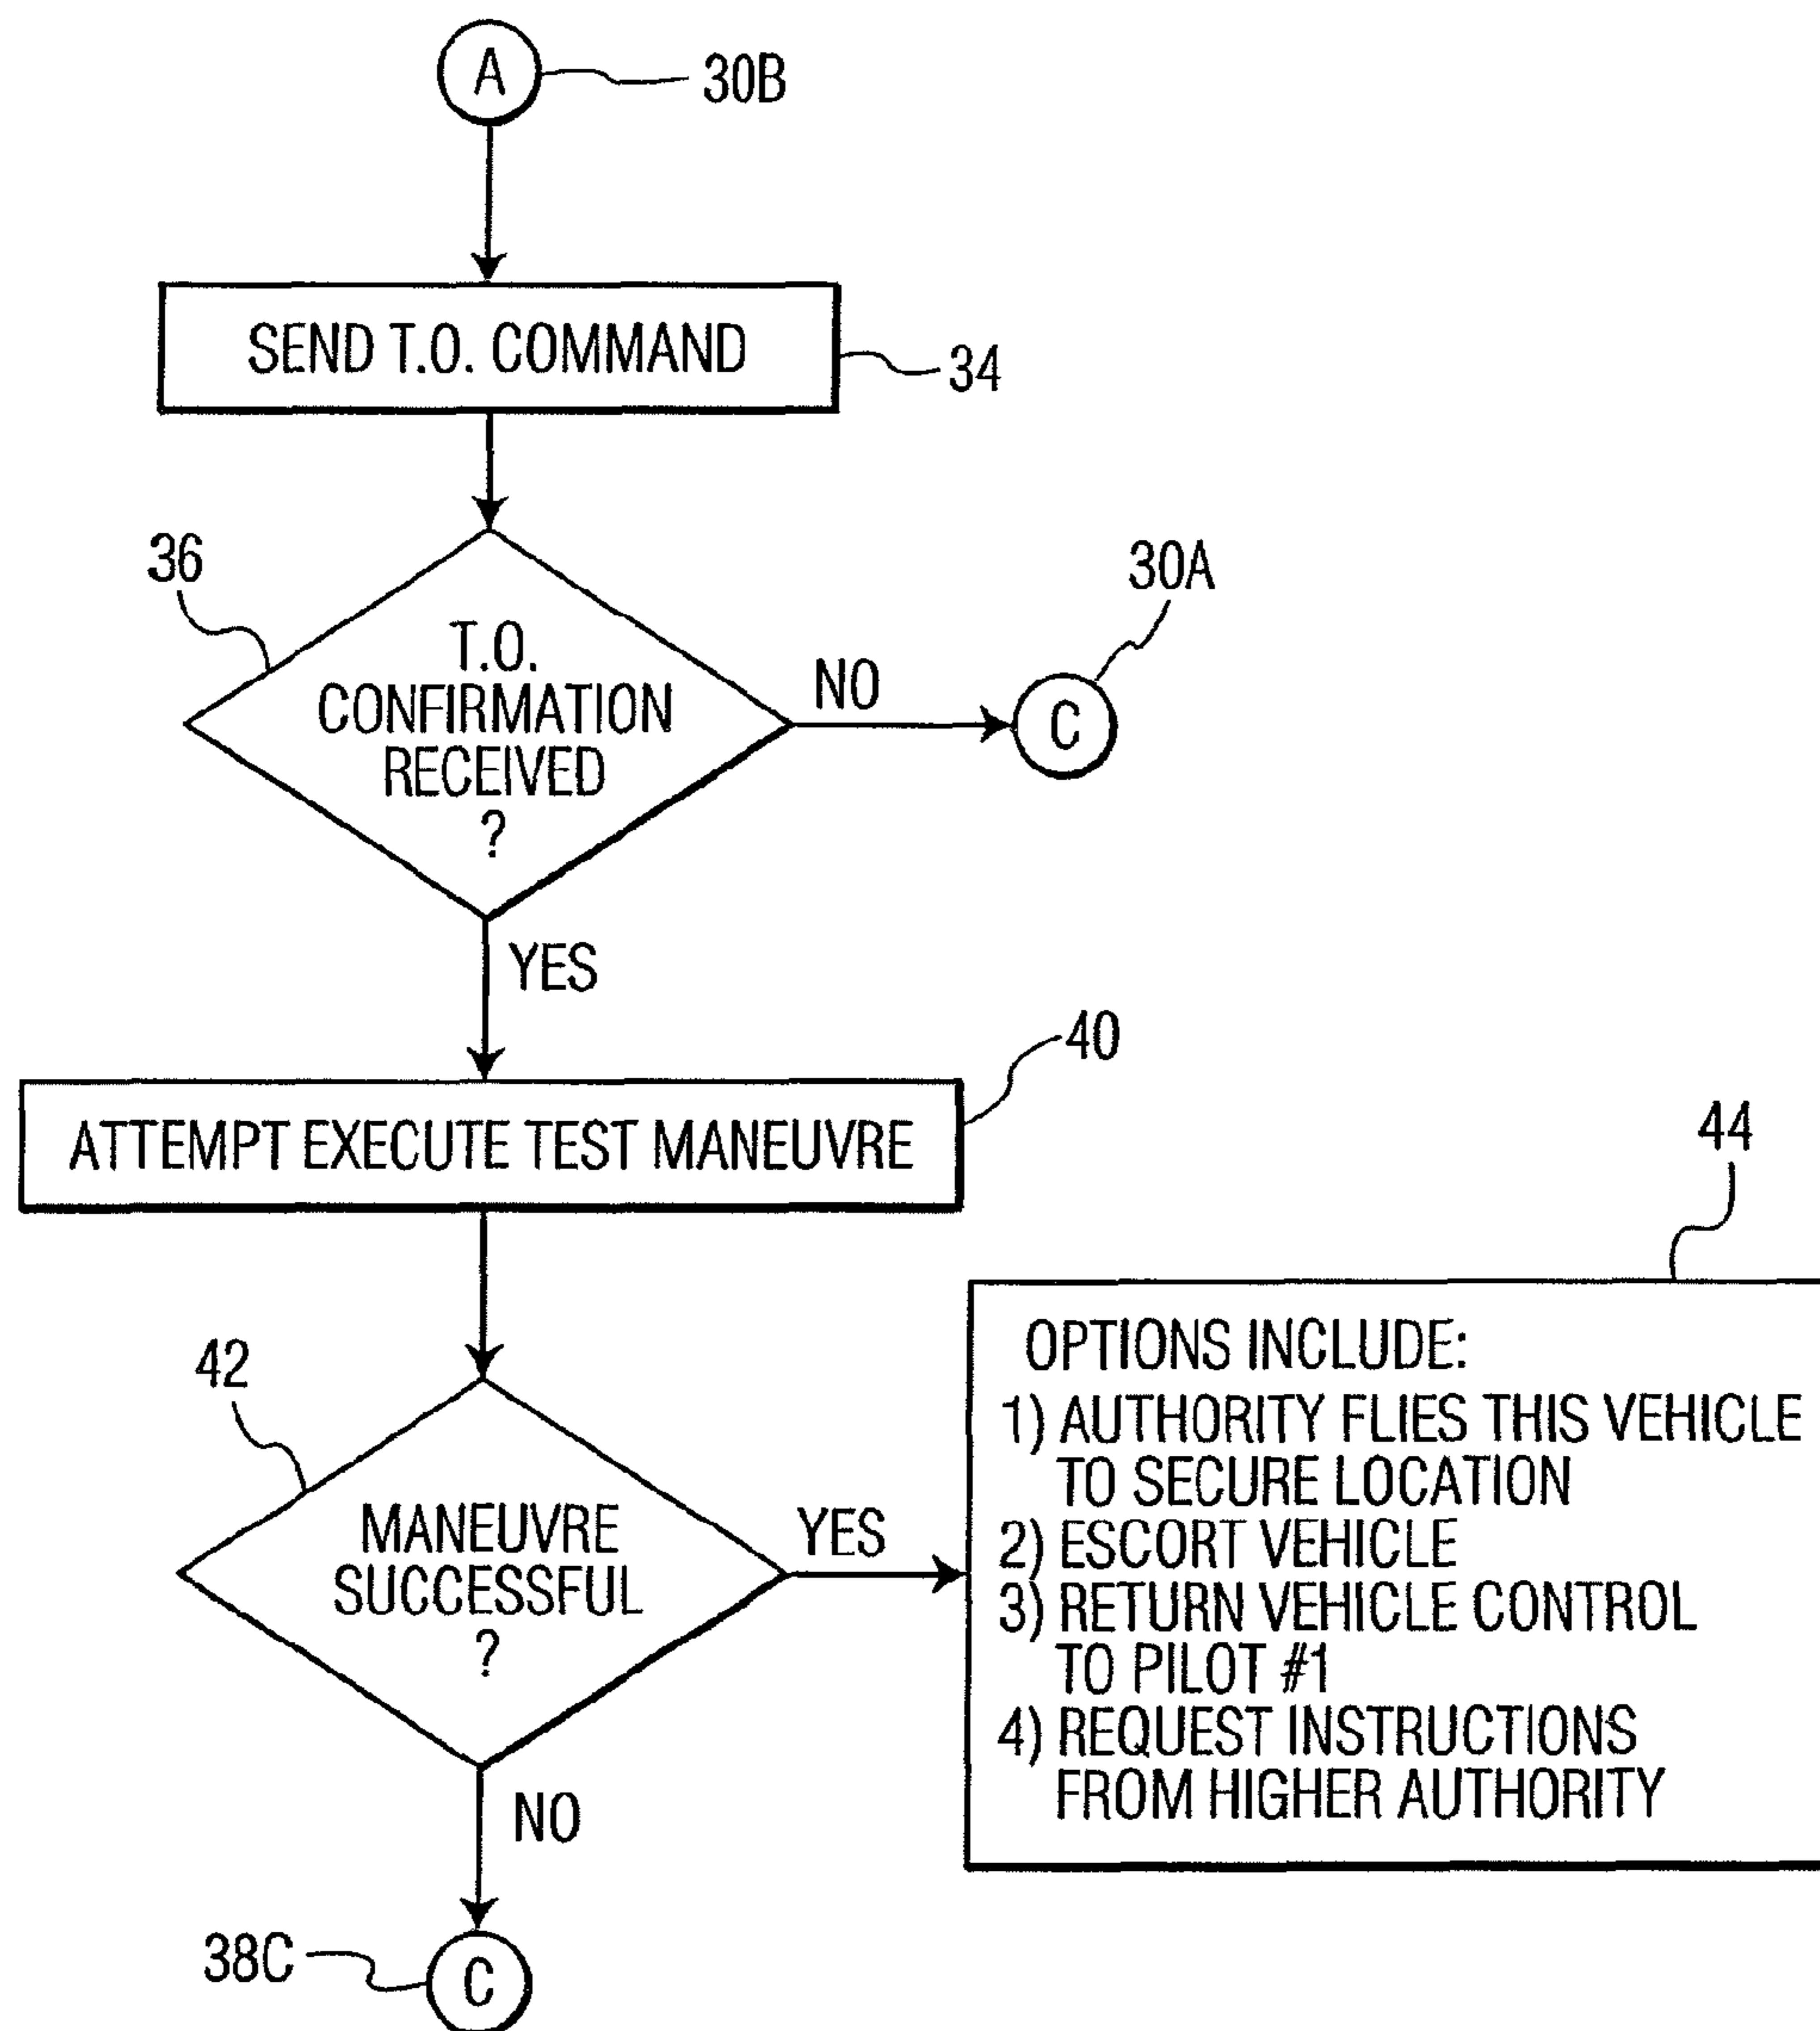 A
30B
SEND T.O. COMMAND
34
36
T.O.
CONFIRMATION
RECEIVED
?
NO
30A
C
YES
40
ATTEMPT EXECUTE TEST MANEUVRE
44
42
MANEUVRE
SUCCESSFUL
?
YES
OPTIONS INCLUDE:
1) AUTHORITY FLIES THIS VEHICLE
TO SECURE LOCATION
2) ESCORT VEHICLE
3) RETURN VEHICLE CONTROL
TO PILOT #1
4) REQUEST INSTRUCTIONS
FROM HIGHER AUTHORITY
NO
38C
C